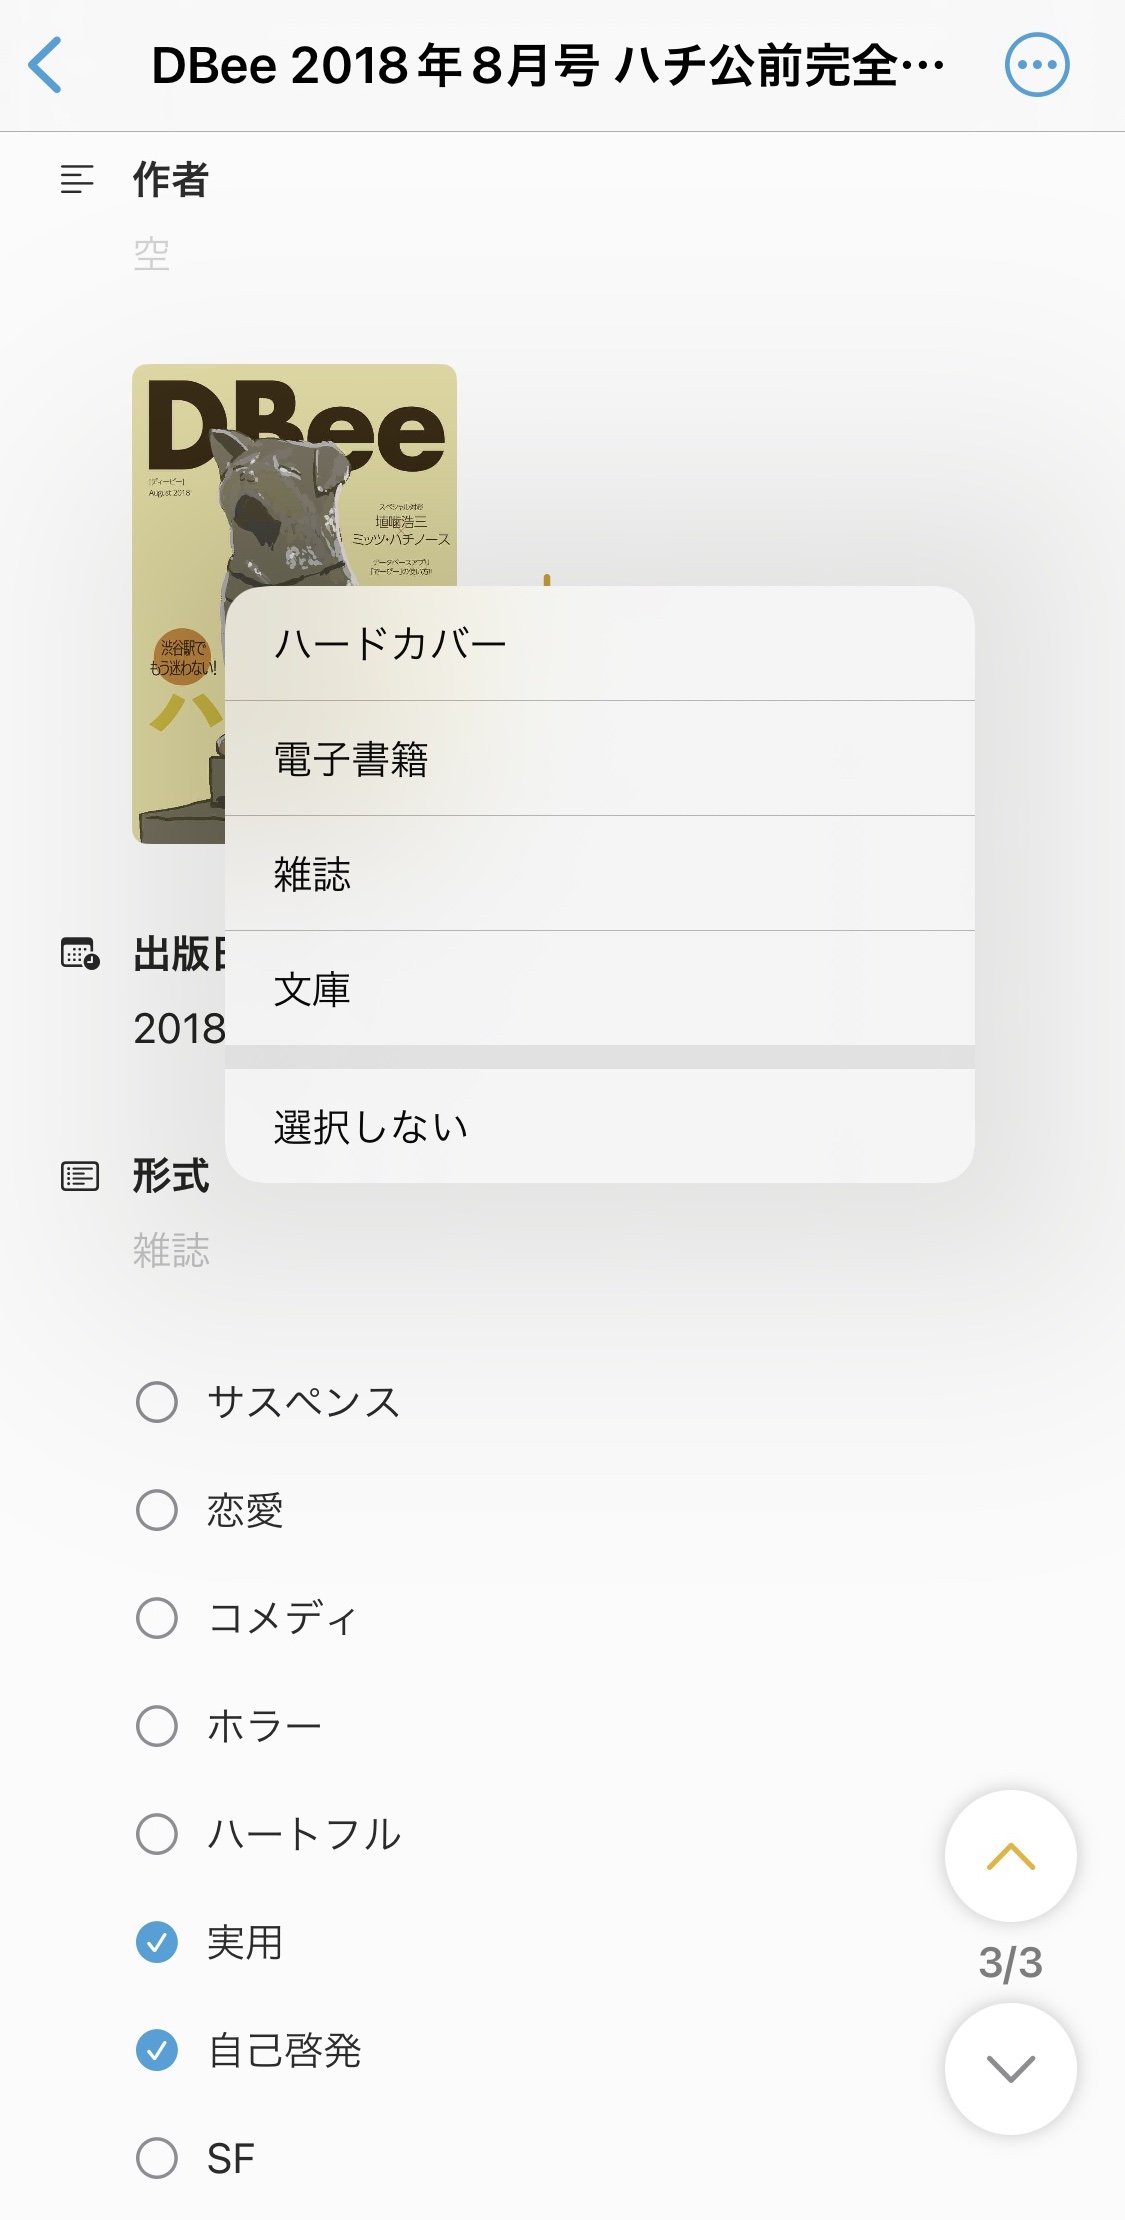 DBee 2018年8月号 ハチ公前完全…
作者
空
DBee
[ディービー]
August 2018
スペシャル対談
埴噛浩三
ミッツ・ハチノース
データベースアプリ
「ディービー」の使い方!!
渋谷駅で
もう迷わない!
ハ
ハードカバー
電子書籍
雑誌
文庫
選択しない
出版日
2018
形式
雑誌
サスペンス
恋愛
コメディ
ホラー
ハートフル
実用
自己啓発
SF
3/3